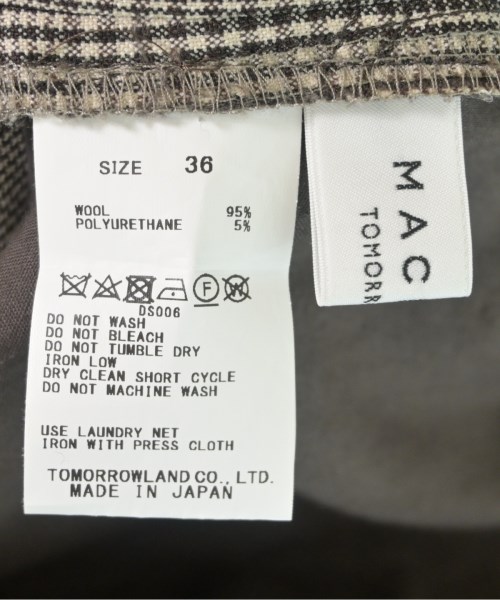 SIZE 36
WOOL 95%
POLYURETHANE 5%
F W
DS006
DO NOT WASH
DO NOT BLEACH
DO NOT TUMBLE DRY
IRON LOW
DRY CLEAN SHORT CYCLE
DO NOT MACHINE WASH
USE LAUNDRY NET
IRON WITH PRESS CLOTH
TOMORROWLAND CO., LTD.
MADE IN JAPAN
MAC
TOMORR